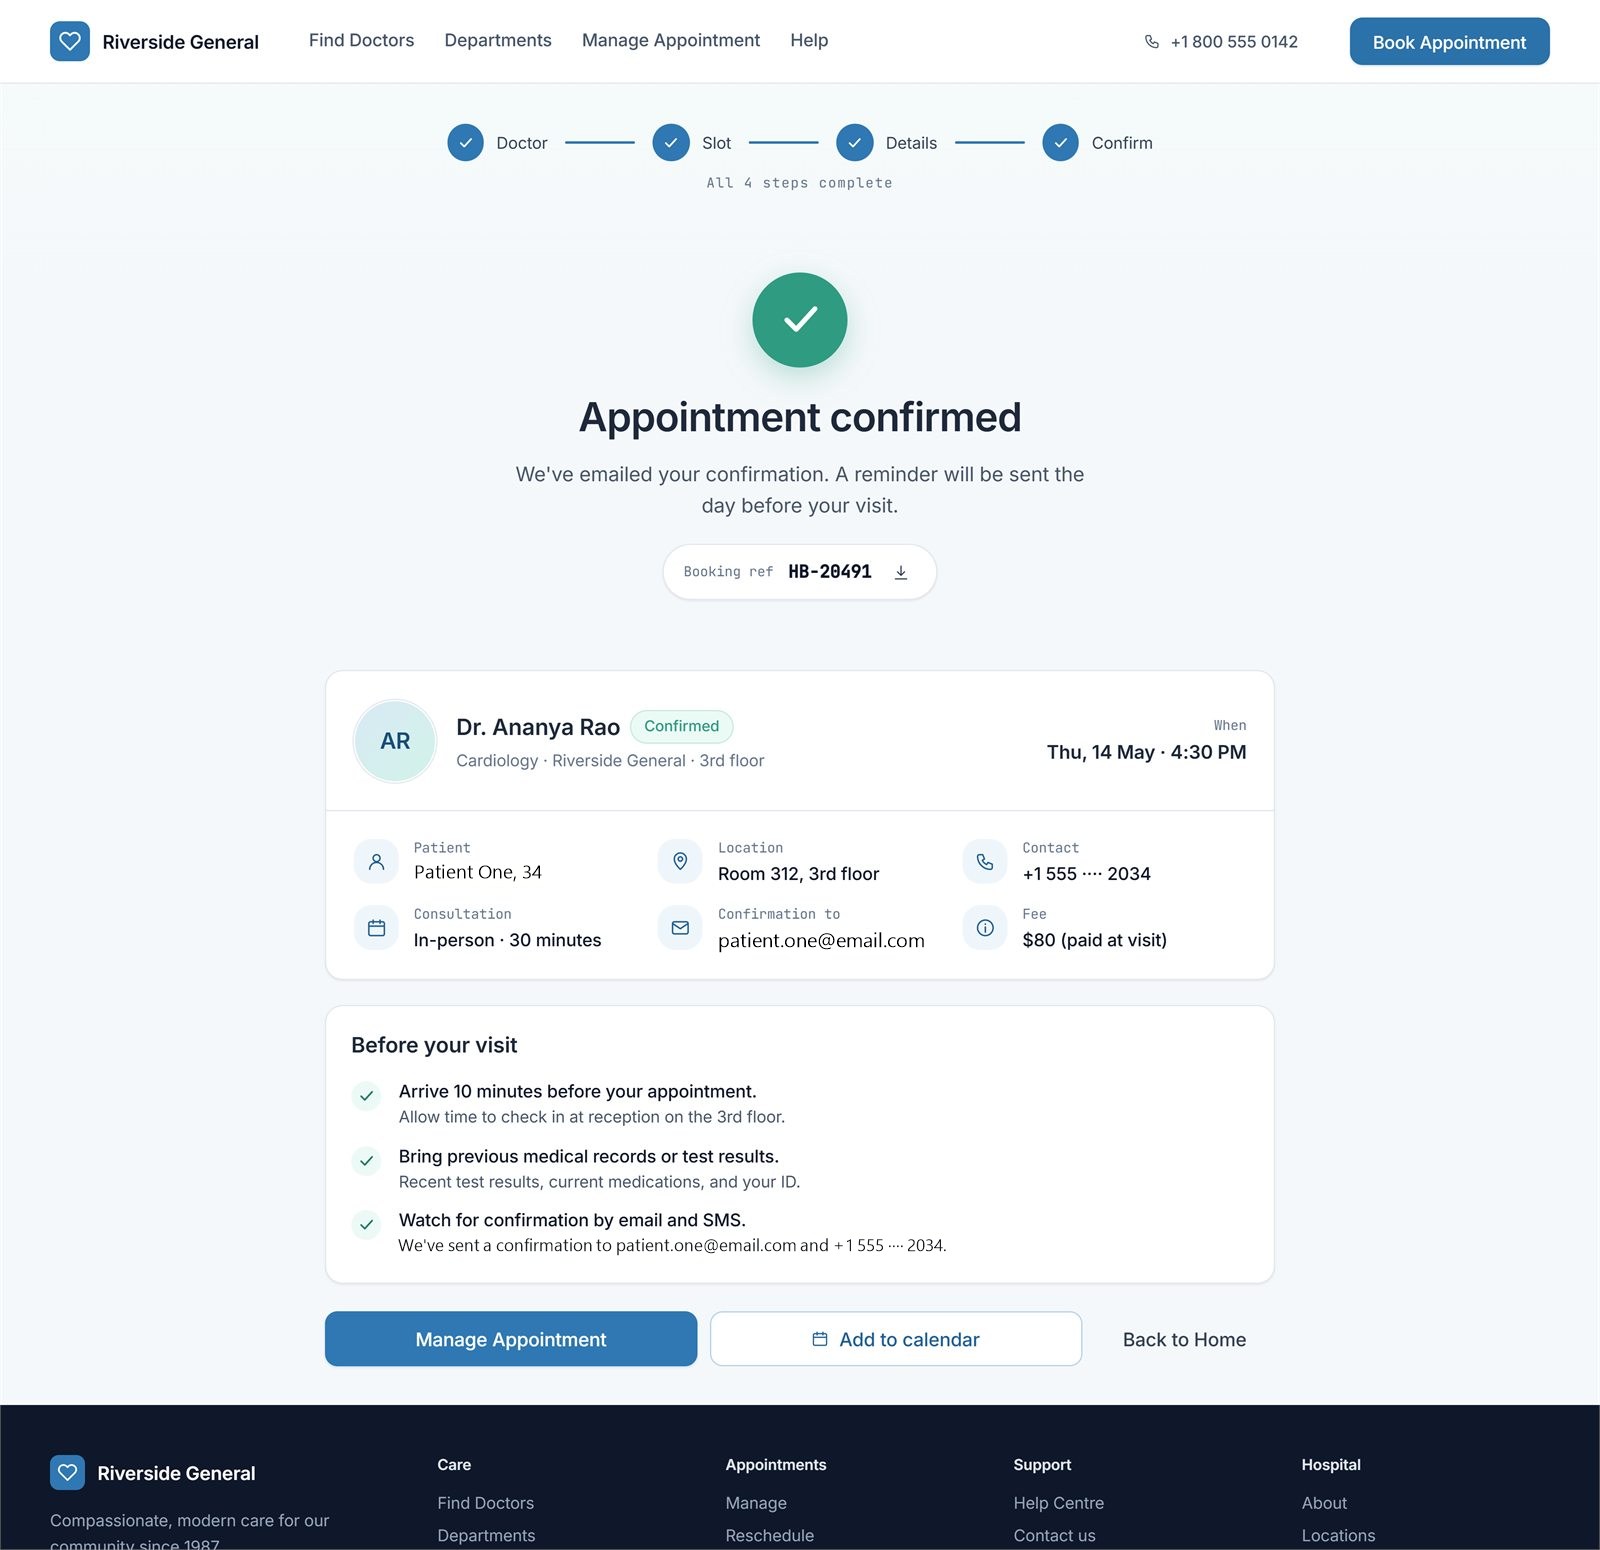 Riverside General
Find Doctors
Departments
Manage Appointment
Help
+1 800 555 0142
Book Appointment
Doctor
Slot
Details
Confirm
All 4 steps complete
Appointment confirmed
We've emailed your confirmation. A reminder will be sent the
day before your visit.
Booking ref HB-20491
AR
Dr. Ananya Rao
Confirmed
Cardiology · Riverside General · 3rd floor
When
Thu, 14 May · 4:30 PM
Patient
Patient One, 34
Location
Room 312, 3rd floor
Contact
+1 555 ···· 2034
Consultation
In-person · 30 minutes
Confirmation to
patient.one@email.com
Fee
$80 (paid at visit)
Before your visit
Arrive 10 minutes before your appointment.
Allow time to check in at reception on the 3rd floor.
Bring previous medical records or test results.
Recent test results, current medications, and your ID.
Watch for confirmation by email and SMS.
We've sent a confirmation to patient.one@email.com and +1 555 ···· 2034.
Manage Appointment
Add to calendar
Back to Home
Riverside General
Compassionate, modern care for our
community since 1987
Care
Find Doctors
Departments
Appointments
Manage
Reschedule
Support
Help Centre
Contact us
Hospital
About
Locations